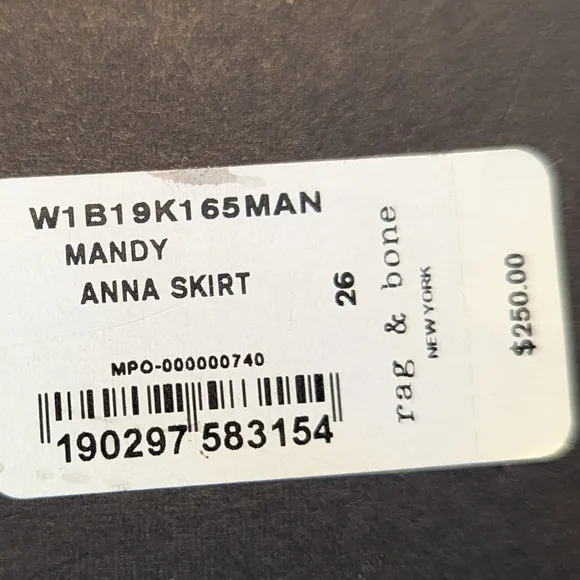 W1B19K165MAN
MANDY
ANNA SKIRT
26
MPO-000000740
190297 583154
rag & bone
NEW YORK
$250.00